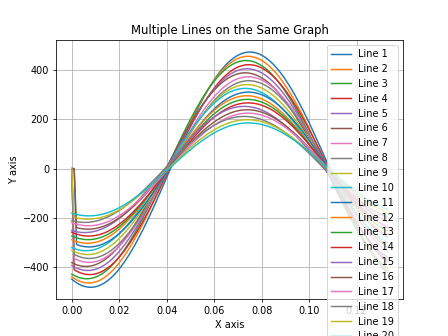 Multiple Lines on the Same Graph
Y axis
400
200
0
−200
−400
0.00
0.02
0.04
0.06
0.08
0.10
X axis
Line 1
Line 2
Line 3
Line 4
Line 5
Line 6
Line 7
Line 8
Line 9
Line 10
Line 11
Line 12
Line 13
Line 14
Line 15
Line 16
Line 17
Line 18
Line 19
Line 20